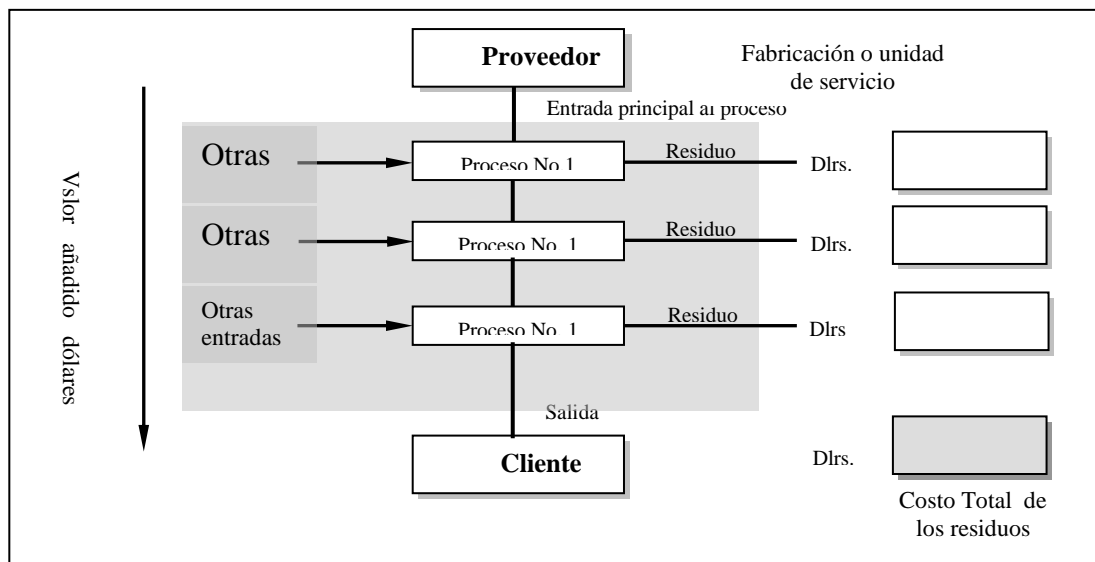 Proveedor
Fabricación o unidad
de servicio
Entrada principal al proceso
Otras
Proceso No 1
Residuo
Dlrs.
Otras
Proceso No. 1
Residuo
Dlrs.
Otras
entradas
Proceso No. 1
Residuo
Dlrs
Vslor añadido dólares
Salida
Cliente
Dlrs.
Costo Total de
los residuos